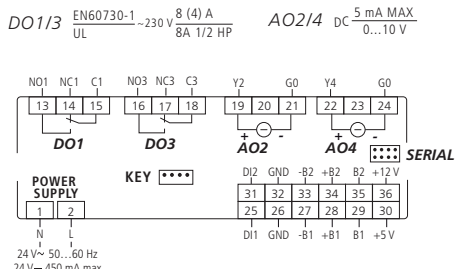 DO1/3 EN60730-1 / UL ~230 V 8 (4) A / 8A 1/2 HP AO2/4 DC 5 mA MAX / 0...10 V
NO1 NC1 C1 NO3 NC3 C3 Y2 G0 Y4 G0
13 14 15 16 17 18 19 20 21 22 23 24
+ - + -
DO1 DO3 AO2 AO4
SERIAL
KEY
DI2 GND -B2 +B2 B2 +12 V
POWER SUPPLY
31 32 33 34 35 36
1 2 25 26 27 28 29 30
N L DI1 GND -B1 +B1 B1 +5 V
24 V~ 50...60 Hz
24 V⎓ 450 mA max